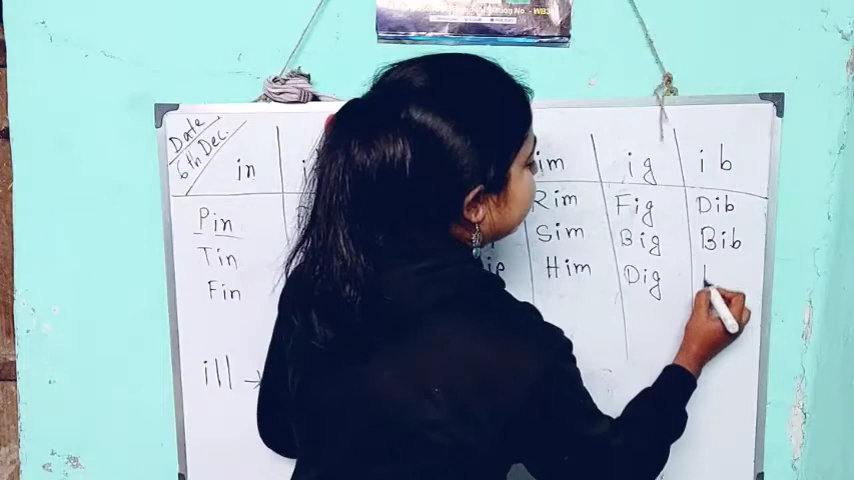 Date
6th Dec.
in im ig ib
Pin Rim Fig Dib
Tin Sim Big Bib
Fin Him Dig
ill →